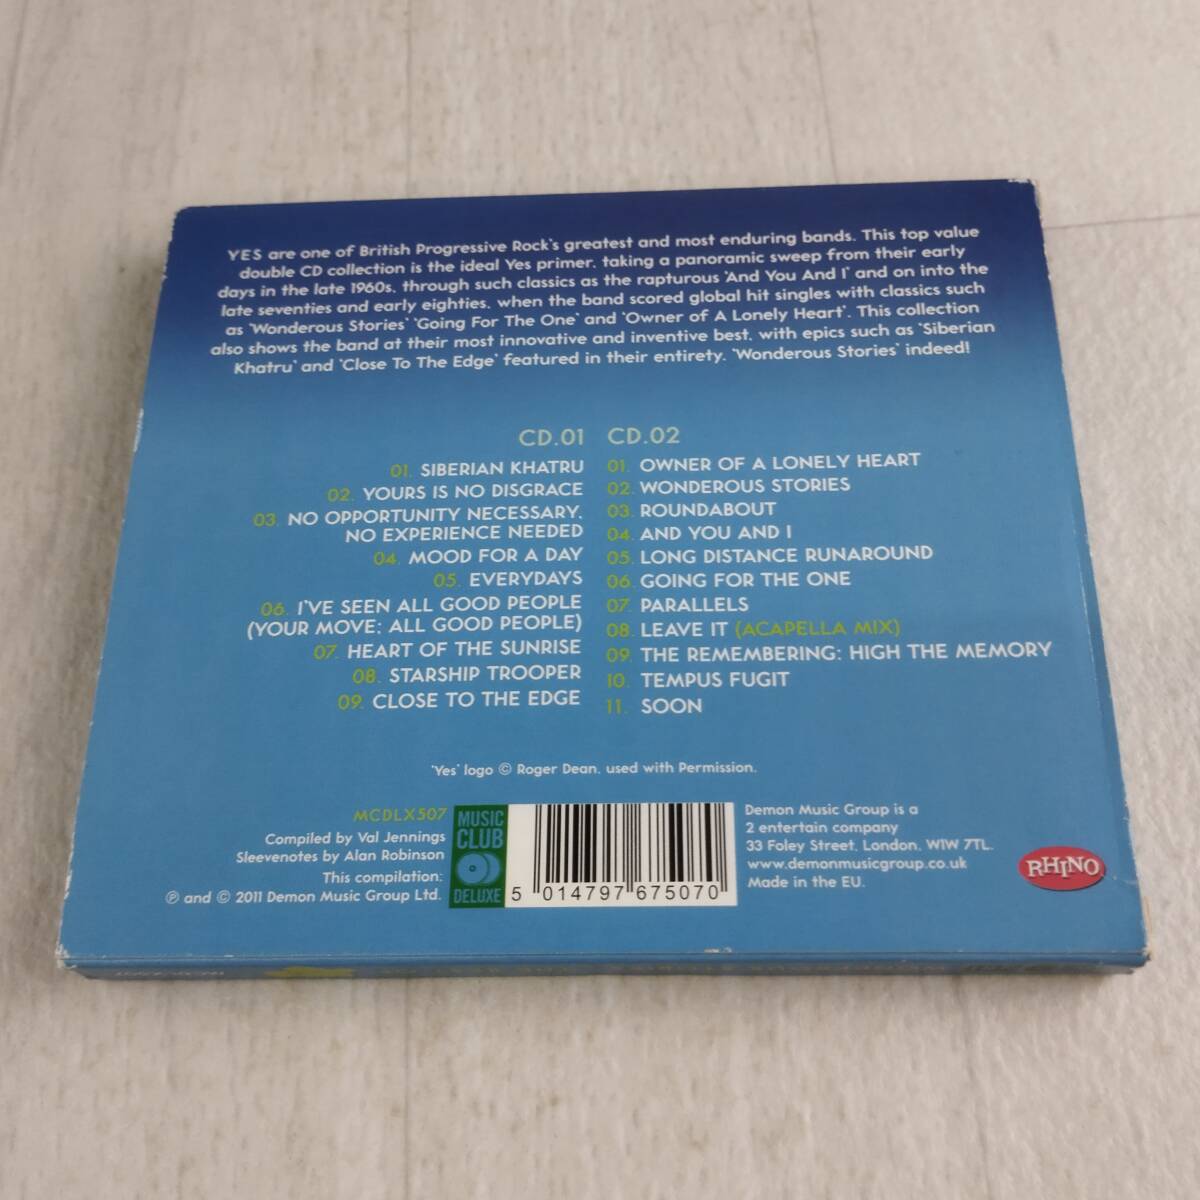 YES are one of British Progressive Rock's greatest and most enduring bands. This top value
double CD collection is the ideal Yes primer, taking a panoramic sweep from their early
days in the late 1960s, through such classics as the rapturous 'And You And I' and on into the
late seventies and early eighties, when the band scored global hit singles with classics such
as 'Wonderous Stories' 'Going For The One' and 'Owner of A Lonely Heart'. This collection
also shows the band at their most innovative and inventive best, with epics such as 'Siberian
Khatru' and 'Close To The Edge' featured in their entirety. 'Wonderous Stories' indeed!
CD.01
01. SIBERIAN KHATRU
02. YOURS IS NO DISGRACE
03. NO OPPORTUNITY NECESSARY,
NO EXPERIENCE NEEDED
04. MOOD FOR A DAY
05. EVERYDAYS
06. I'VE SEEN ALL GOOD PEOPLE
(YOUR MOVE; ALL GOOD PEOPLE)
07. HEART OF THE SUNRISE
08. STARSHIP TROOPER
09. CLOSE TO THE EDGE
CD.02
01. OWNER OF A LONELY HEART
02. WONDEROUS STORIES
03. ROUNDABOUT
04. AND YOU AND I
05. LONG DISTANCE RUNAROUND
06. GOING FOR THE ONE
07. PARALLELS
08. LEAVE IT (ACAPELLA MIX)
09. THE REMEMBERING: HIGH THE MEMORY
10. TEMPUS FUGIT
11. SOON
'Yes' logo © Roger Dean, used with Permission.
MCDLX507
Compiled by Val Jennings
Sleevenotes by Alan Robinson
This compilation:
℗ and © 2011 Demon Music Group Ltd.
MUSIC
CLUB
DELUXE
5 014797 675070
Demon Music Group is a
2 entertain company
33 Foley Street, London, W1W 7TL.
www.demonmusicgroup.co.uk
Made in the EU.
RHINO